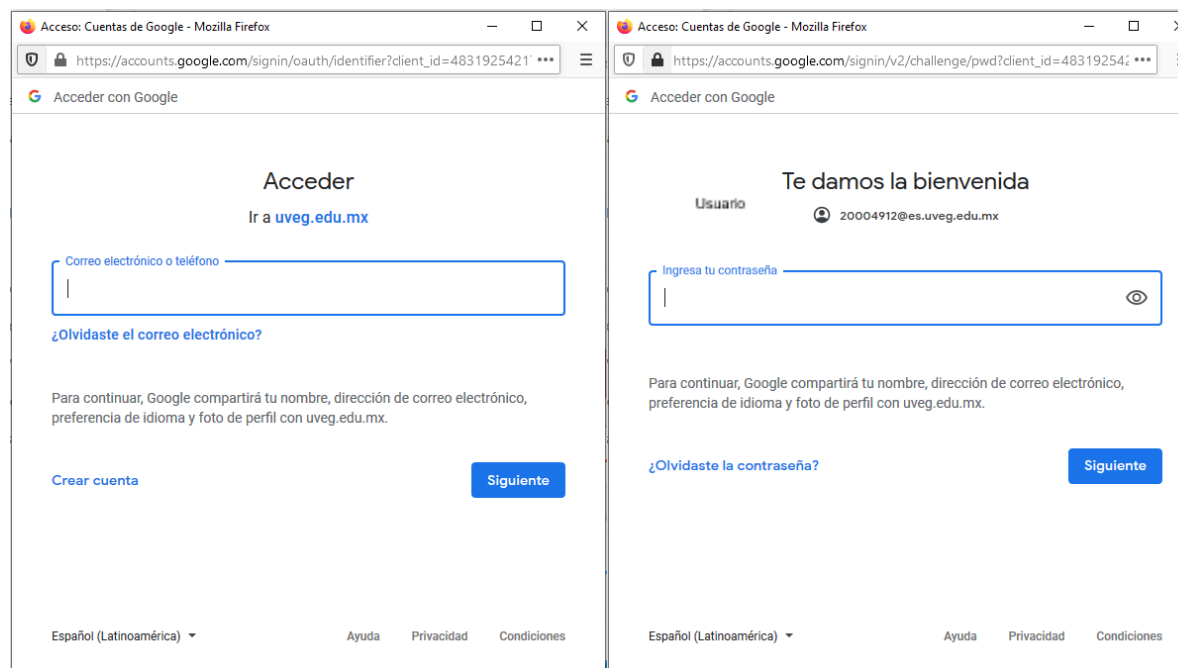 Acceso: Cuentas de Google - Mozilla Firefox
https://accounts.google.com/signin/oauth/identifier?client_id=4831925421
Acceder con Google
Acceder
Ir a uveg.edu.mx
Correo electrónico o teléfono
¿Olvidaste el correo electrónico?
Para continuar, Google compartirá tu nombre, dirección de correo electrónico,
preferencia de idioma y foto de perfil con uveg.edu.mx.
Crear cuenta
Siguiente
Español (Latinoamérica)
Ayuda
Privacidad
Condiciones
Acceso: Cuentas de Google - Mozilla Firefox
https://accounts.google.com/signin/v2/challenge/pwd?client_id=48319254
Acceder con Google
Te damos la bienvenida
Usuario
20004912@es.uveg.edu.mx
Ingresa tu contraseña
Para continuar, Google compartirá tu nombre, dirección de correo electrónico,
preferencia de idioma y foto de perfil con uveg.edu.mx.
¿Olvidaste la contraseña?
Siguiente
Español (Latinoamérica)
Ayuda
Privacidad
Condiciones